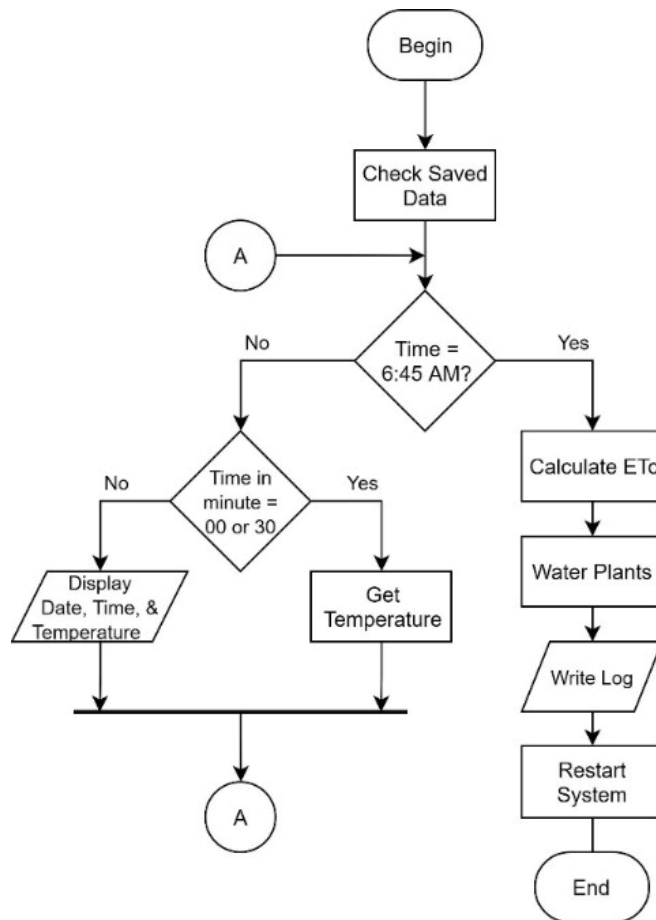 Begin
Check Saved
Data
A
Time =
6:45 AM?
No
Yes
Time in
minute =
00 or 30
No
Yes
Display
Date, Time, &
Temperature
Get
Temperature
A
Calculate ETc
Water Plants
Write Log
Restart
System
End